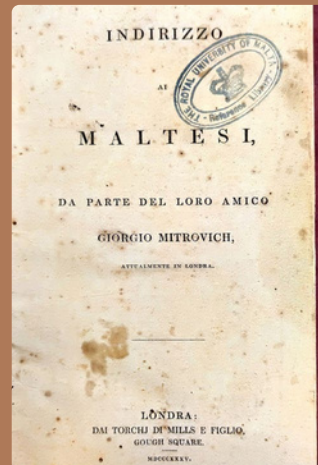 INDIRIZZO
AI
MALTESI,
DA PARTE DEL LORO AMICO
GIORGIO MITROVICH,
ATTUALMENTE IN LONDRA.
THE ROYAL UNIVERSITY OF MALTA
Reference Library
LONDRA:
DAI TORCHJ DI MILLS E FIGLIO,
GOUGH SQUARE.
MDCCCXXXV.